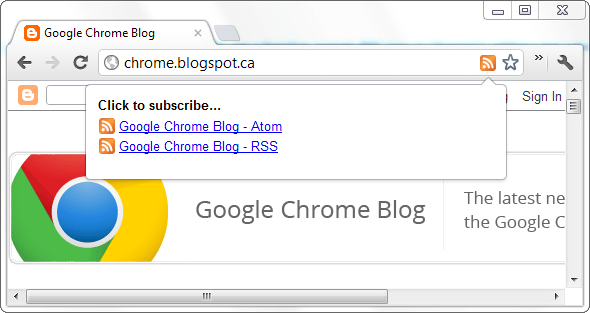 Google Chrome Blog
chrome.blogspot.ca
Sign In
Click to subscribe...
Google Chrome Blog - Atom
Google Chrome Blog - RSS
Google Chrome Blog
The latest ne
the Google C